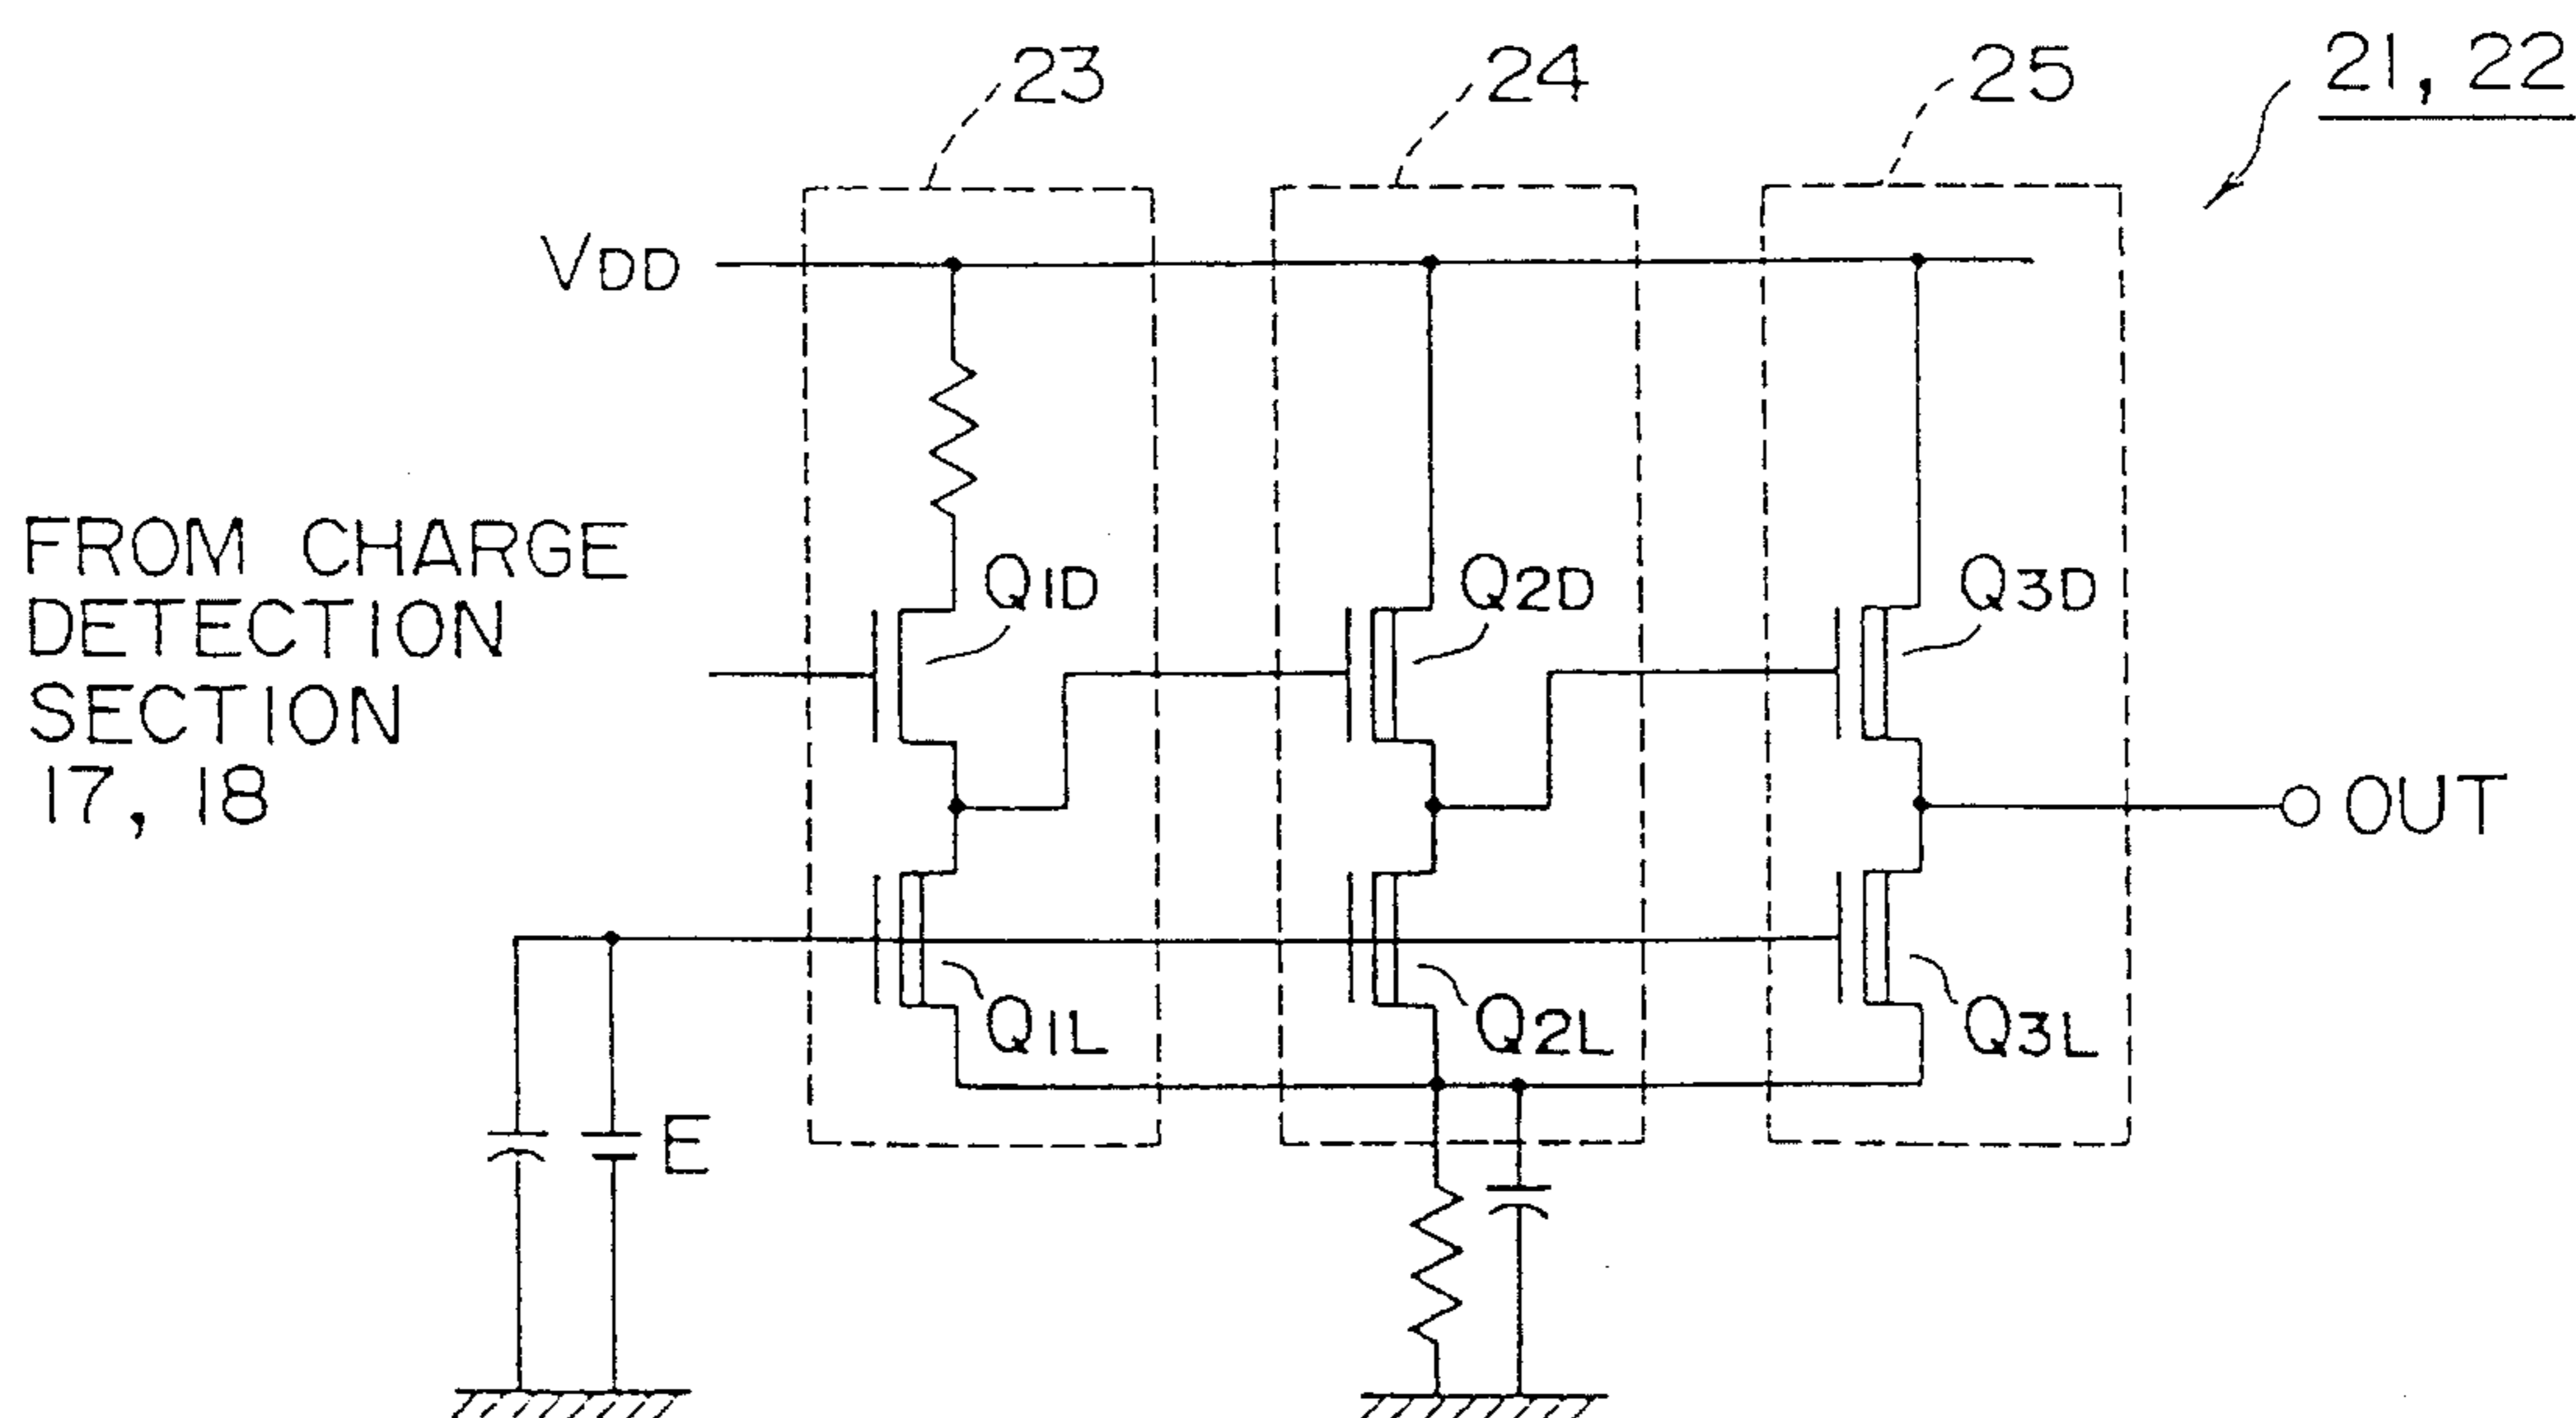 23
24
25
21, 22
VDD
FROM CHARGE
DETECTION
SECTION
17, 18
Q1D
Q2D
Q3D
OUT
Q1L
Q2L
Q3L
E